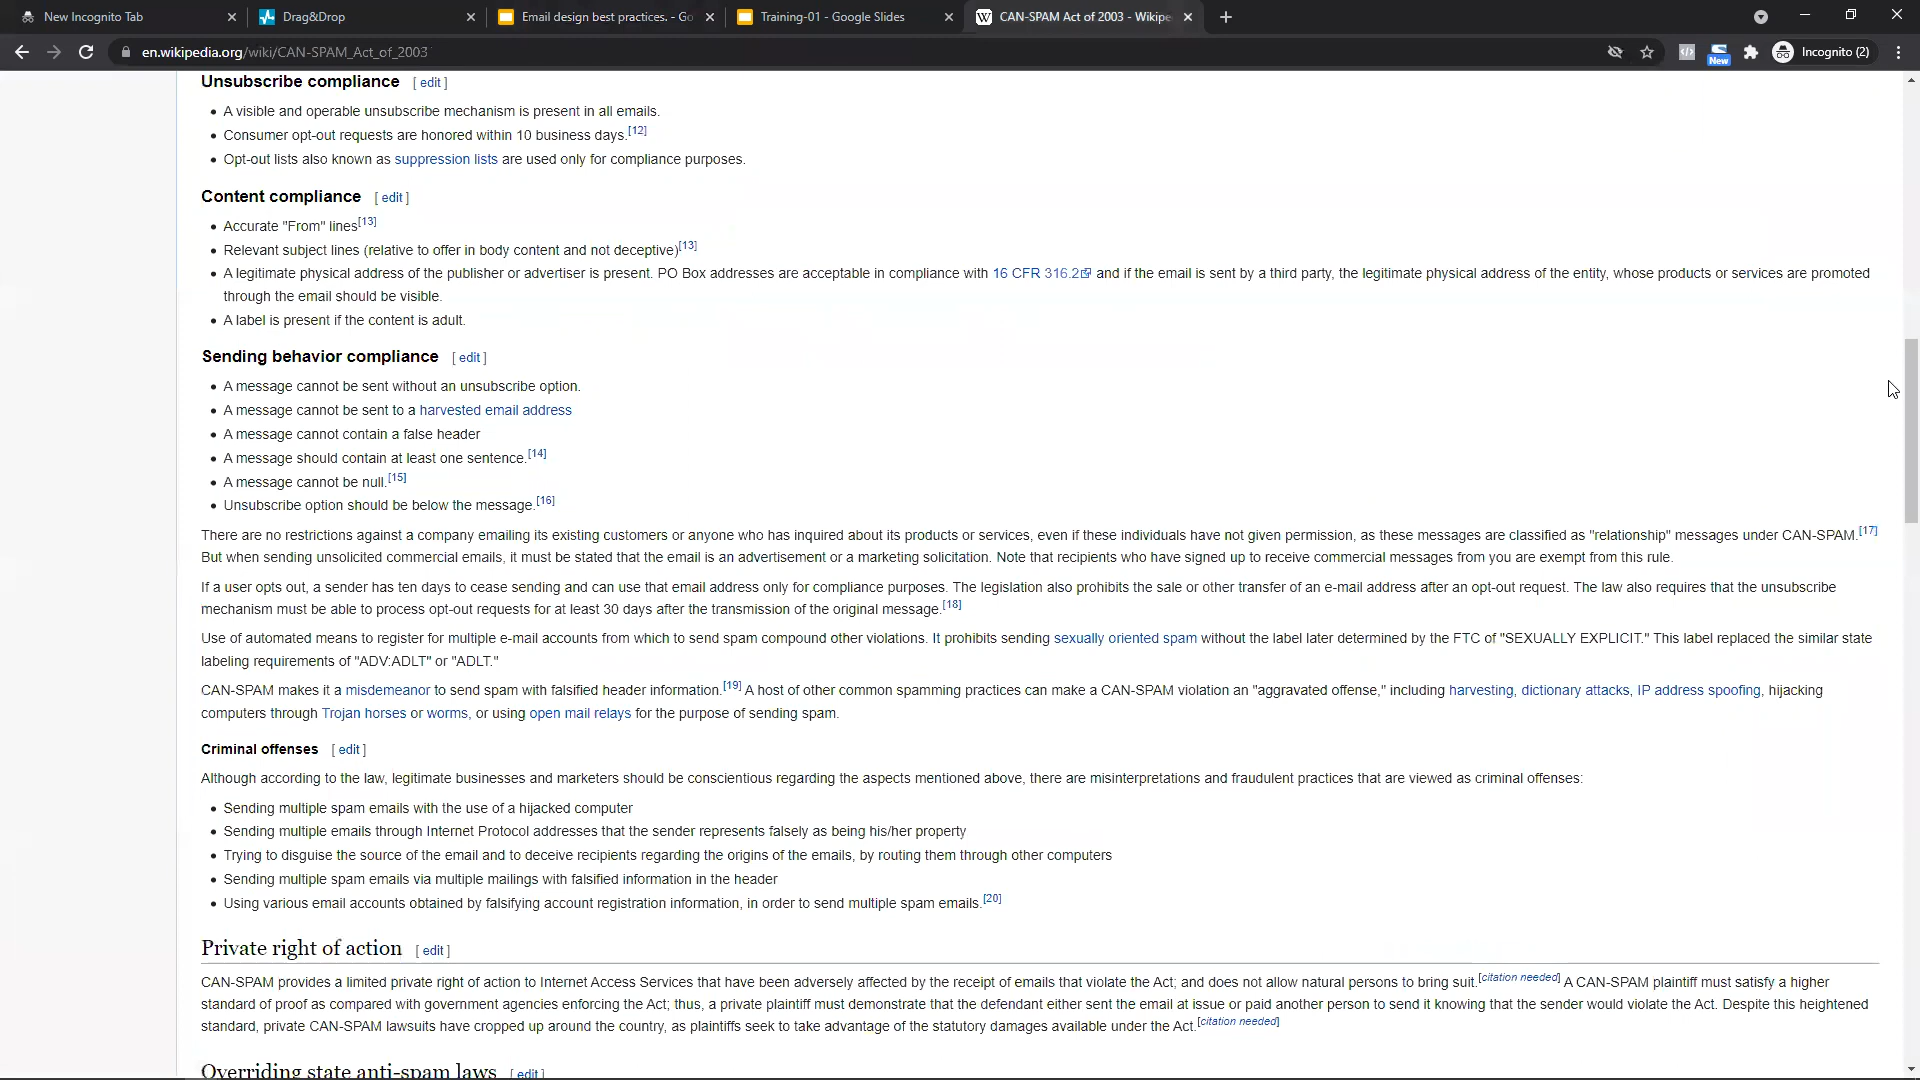 New Incognito Tab
Drag&Drop
Email design best practices. - Go
Training-01 - Google Slides
CAN-SPAM Act of 2003 - Wikipe
en.wikipedia.org/wiki/CAN-SPAM_Act_of_2003
New
Incognito (2)
Unsubscribe compliance [ edit ]
A visible and operable unsubscribe mechanism is present in all emails.
Consumer opt-out requests are honored within 10 business days.[12]
Opt-out lists also known as suppression lists are used only for compliance purposes.
Content compliance [ edit ]
Accurate "From" lines[13]
Relevant subject lines (relative to offer in body content and not deceptive)[13]
A legitimate physical address of the publisher or advertiser is present. PO Box addresses are acceptable in compliance with 16 CFR 316.2 and if the email is sent by a third party, the legitimate physical address of the entity, whose products or services are promoted
through the email should be visible.
A label is present if the content is adult.
Sending behavior compliance [ edit ]
A message cannot be sent without an unsubscribe option.
A message cannot be sent to a harvested email address
A message cannot contain a false header
A message should contain at least one sentence.[14]
A message cannot be null.[15]
Unsubscribe option should be below the message.[16]
There are no restrictions against a company emailing its existing customers or anyone who has inquired about its products or services, even if these individuals have not given permission, as these messages are classified as "relationship" messages under CAN-SPAM.[17]
But when sending unsolicited commercial emails, it must be stated that the email is an advertisement or a marketing solicitation. Note that recipients who have signed up to receive commercial messages from you are exempt from this rule.
If a user opts out, a sender has ten days to cease sending and can use that email address only for compliance purposes. The legislation also prohibits the sale or other transfer of an e-mail address after an opt-out request. The law also requires that the unsubscribe
mechanism must be able to process opt-out requests for at least 30 days after the transmission of the original message.[18]
Use of automated means to register for multiple e-mail accounts from which to send spam compound other violations. It prohibits sending sexually oriented spam without the label later determined by the FTC of "SEXUALLY EXPLICIT." This label replaced the similar state
labeling requirements of "ADV:ADLT" or "ADLT."
CAN-SPAM makes it a misdemeanor to send spam with falsified header information.[19] A host of other common spamming practices can make a CAN-SPAM violation an "aggravated offense," including harvesting, dictionary attacks, IP address spoofing, hijacking
computers through Trojan horses or worms, or using open mail relays for the purpose of sending spam.
Criminal offenses [ edit ]
Although according to the law, legitimate businesses and marketers should be conscientious regarding the aspects mentioned above, there are misinterpretations and fraudulent practices that are viewed as criminal offenses:
Sending multiple spam emails with the use of a hijacked computer
Sending multiple emails through Internet Protocol addresses that the sender represents falsely as being his/her property
Trying to disguise the source of the email and to deceive recipients regarding the origins of the emails, by routing them through other computers
Sending multiple spam emails via multiple mailings with falsified information in the header
Using various email accounts obtained by falsifying account registration information, in order to send multiple spam emails.[20]
Private right of action [ edit ]
CAN-SPAM provides a limited private right of action to Internet Access Services that have been adversely affected by the receipt of emails that violate the Act; and does not allow natural persons to bring suit.[citation needed] A CAN-SPAM plaintiff must satisfy a higher
standard of proof as compared with government agencies enforcing the Act; thus, a private plaintiff must demonstrate that the defendant either sent the email at issue or paid another person to send it knowing that the sender would violate the Act. Despite this heightened
standard, private CAN-SPAM lawsuits have cropped up around the country, as plaintiffs seek to take advantage of the statutory damages available under the Act.[citation needed]
Overriding state anti-spam laws [ edit ]